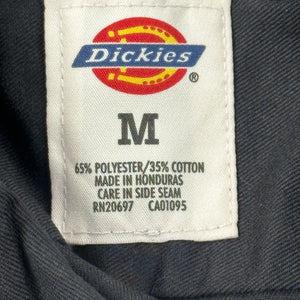 Dickies®
M
65% POLYESTER/35% COTTON
MADE IN HONDURAS
CARE IN SIDE SEAM
RN20697 CA01095